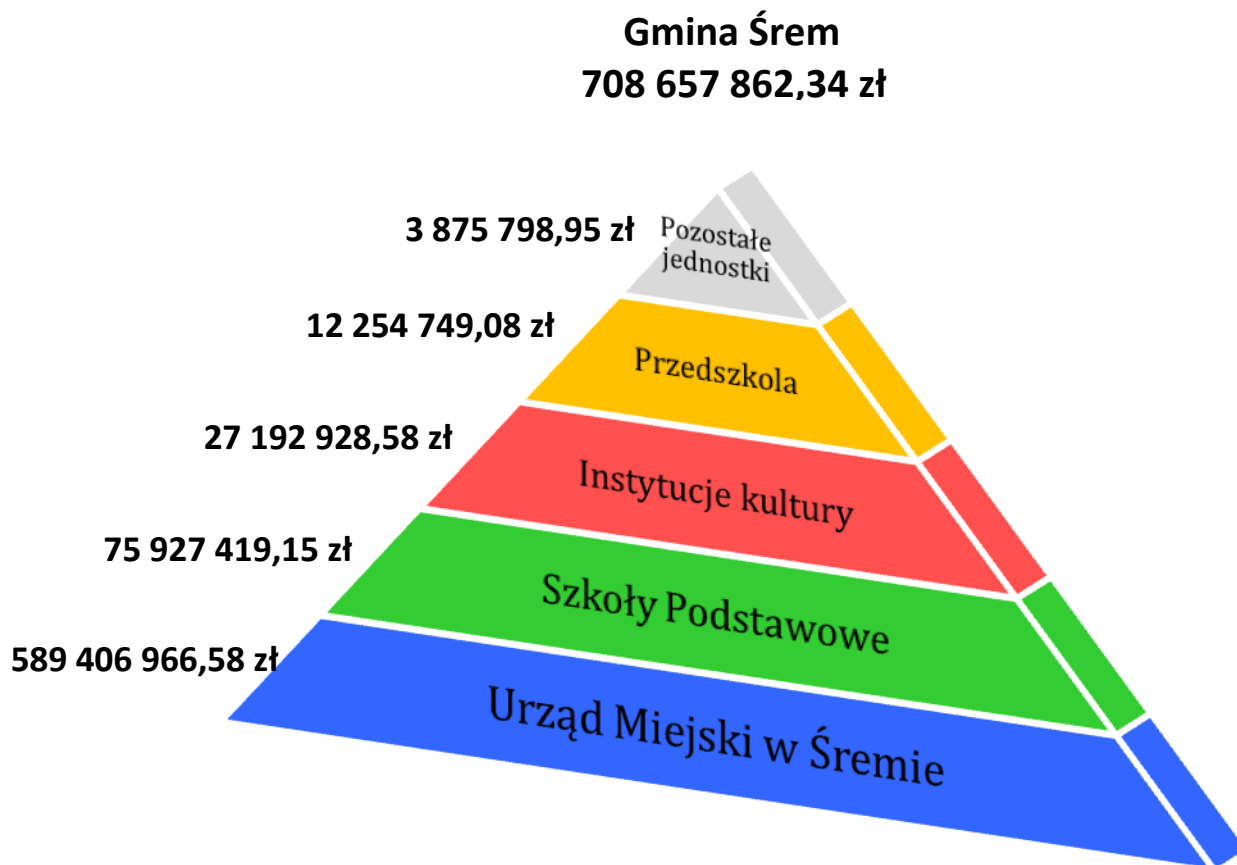 Gmina Śrem
708 657 862,34 zł
3 875 798,95 zł
Pozostałe
jednostki
12 254 749,08 zł
Przedszkola
27 192 928,58 zł
Instytucje kultury
75 927 419,15 zł
Szkoły Podstawowe
589 406 966,58 zł
Urząd Miejski w Śremie